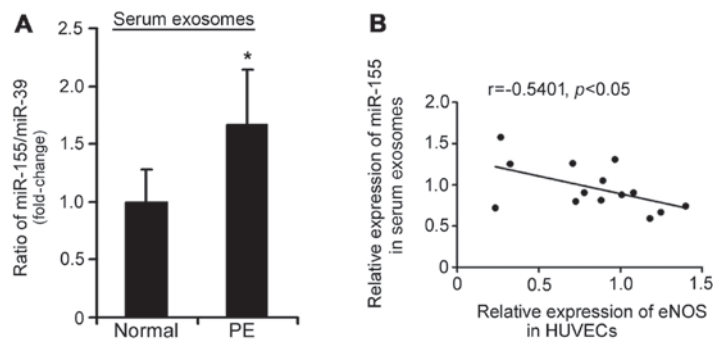 A
Serum exosomes
Ratio of miR-155/miR-39
(fold-change)
2.5
2.0
1.5
1.0
0.5
0
*
Normal PE
B
r=-0.5401, p<0.05
Relative expression of miR-155
in serum exosomes
2.0
1.5
1.0
0.5
0
0 0.5 1.0 1.5
Relative expression of eNOS
in HUVECs